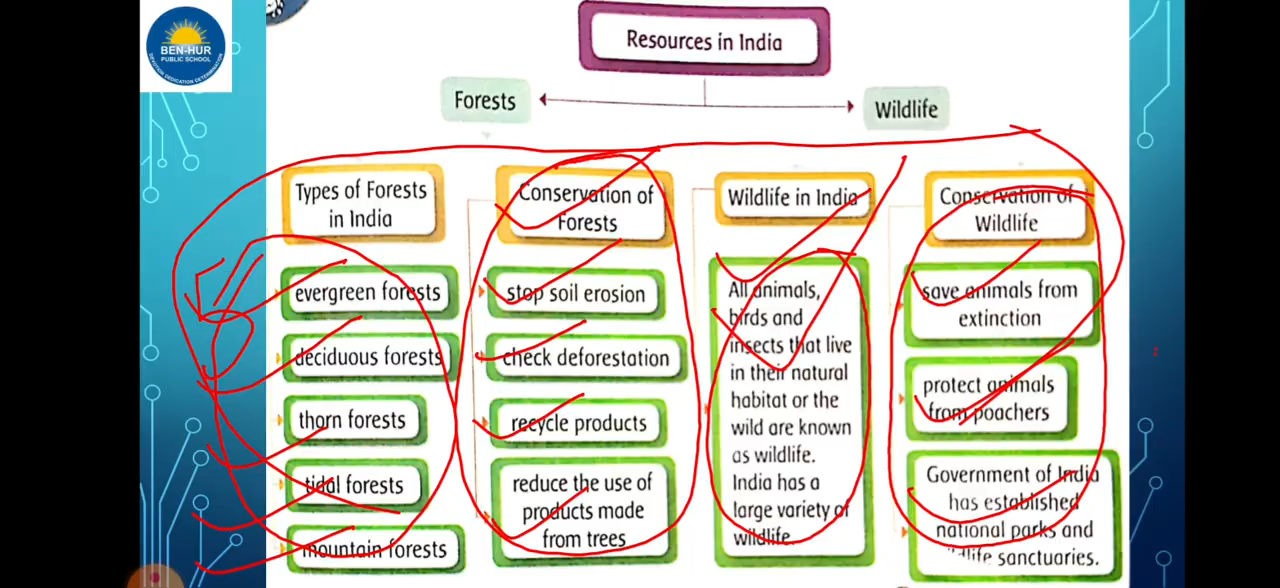 BEN-HUR
PUBLIC SCHOOL
DEVOTION DEDICATION DETERMINATION
Resources in India
Forests
Wildlife
Types of Forests
in India
evergreen forests
deciduous forests
thorn forests
tidal forests
mountain forests
Conservation of
Forests
stop soil erosion
check deforestation
recycle products
reduce the use of
products made
from trees
Wildlife in India
All animals,
birds and
insects that live
in their natural
habitat or the
wild are known
as wildlife.
India has a
large variety of
wildlife.
Conservation of
Wildlife
save animals from
extinction
protect animals
from poachers
Government of India
has established
national parks and
sanctuaries.